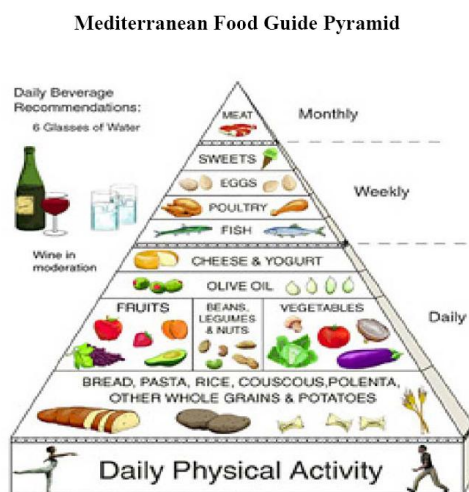 Mediterranean Food Guide Pyramid
Daily Beverage
Recommendations:
6 Glasses of Water
Wine in
moderation
MEAT
Monthly
SWEETS
EGGS
Weekly
POULTRY
FISH
CHEESE & YOGURT
OLIVE OIL
Daily
FRUITS
BEANS,
LEGUMES
& NUTS
VEGETABLES
BREAD, PASTA, RICE, COUSCOUS,POLENTA,
OTHER WHOLE GRAINS & POTATOES
Daily Physical Activity